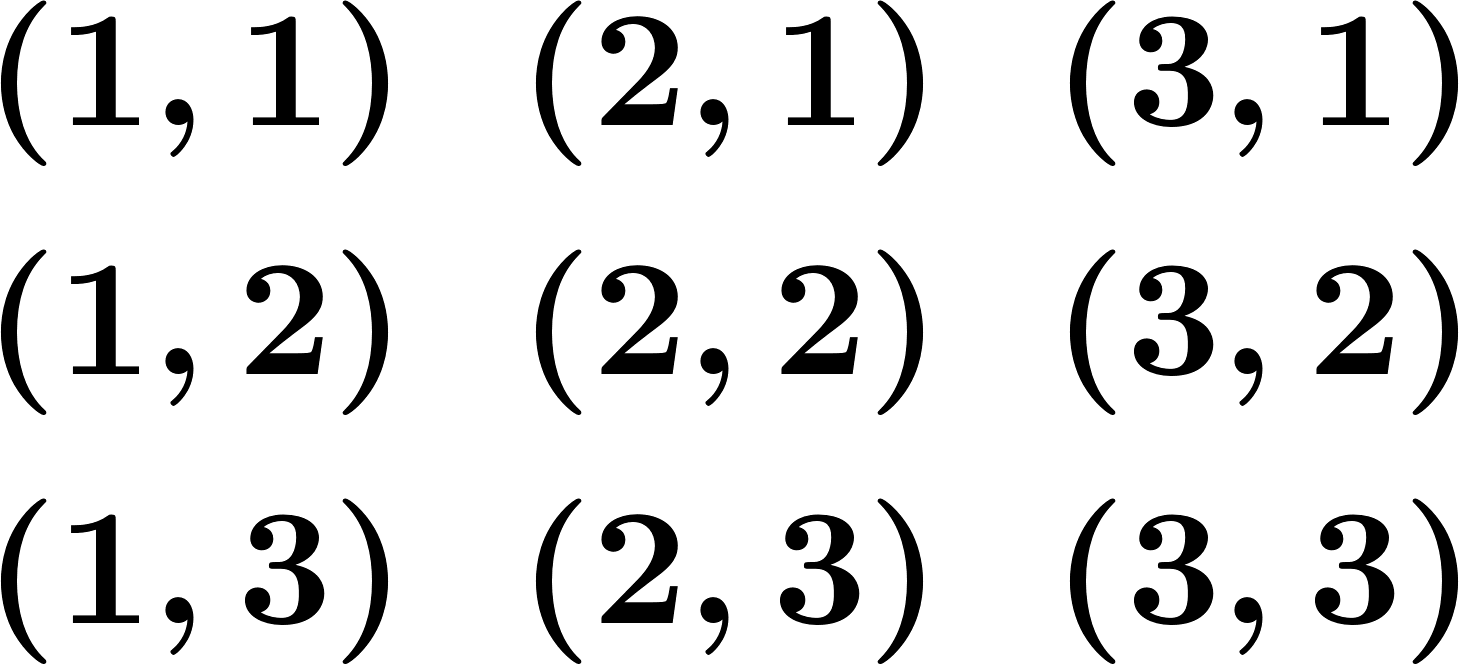 (1, 1) (2, 1) (3, 1)
(1, 2) (2, 2) (3, 2)
(1, 3) (2, 3) (3, 3)